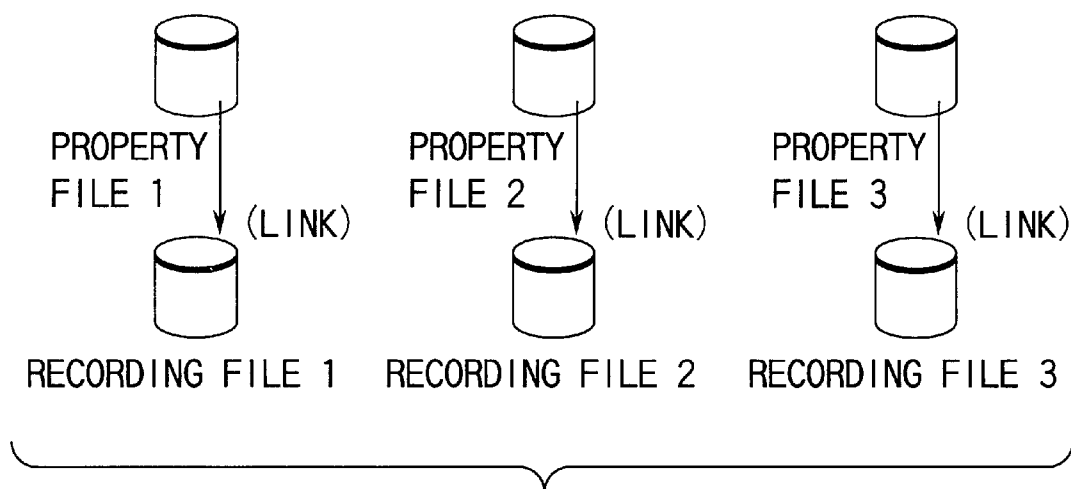 PROPERTY
FILE 1
(LINK)
RECORDING FILE 1
PROPERTY
FILE 2
(LINK)
RECORDING FILE 2
PROPERTY
FILE 3
(LINK)
RECORDING FILE 3